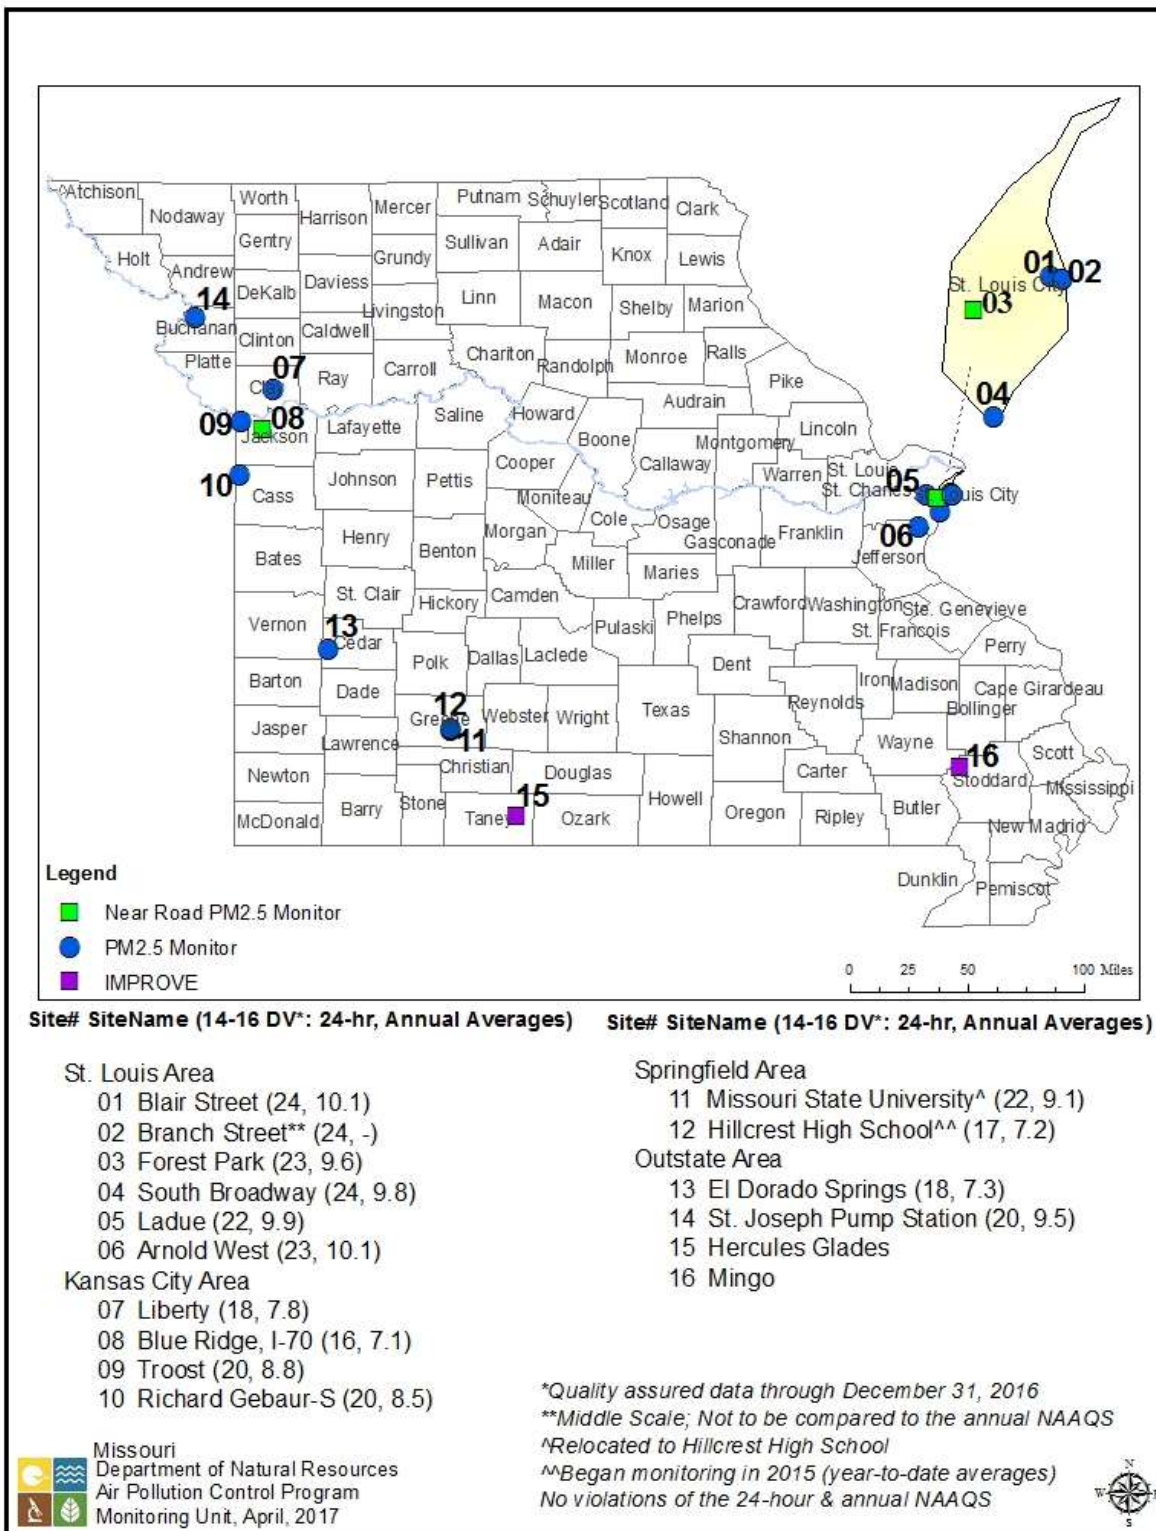 Atchison
Nodaway
Worth
Harrison
Mercer
Putnam
Schuyler
Scotland
Clark
Holt
Andrew
Gentry
DeKalb
Daviess
Grundy
Sullivan
Adair
Knox
Lewis
Livingston
Linn
Macon
Shelby
Marion
14
Buchanan
Clinton
Caldwell
Platte
07
Ray
Carroll
Chariton
Randolph
Monroe
Ralls
Pike
Audrain
09
08
Jackson
Lafayette
Saline
Howard
Boone
Callaway
Montgomery
Lincoln
Warren
St. Louis
St. Charles
05
10
Cass
Johnson
Pettis
Cooper
Moniteau
Cole
Osage
Gasconade
Franklin
06
Jefferson
Bates
Henry
Benton
Morgan
Miller
Maries
St. Clair
Hickory
Camden
Pulaski
Phelps
Crawford
Washington
Ste. Genevieve
St. Francois
Perry
Vernon
13
Cedar
Polk
Dallas
Laclede
Dent
Iron
Madison
Cape Girardeau
Bollinger
Reynolds
Barton
Dade
12
Greene
11
Webster
Wright
Texas
Shannon
Wayne
Scott
Jasper
Lawrence
Christian
Douglas
Carter
16
Stoddard
Mississippi
Newton
Barry
Stone
Taney
15
Ozark
Howell
Oregon
Ripley
Butler
New Madrid
McDonald
Dunklin
Pemiscot
01
02
St. Louis City
03
04
Legend
Near Road PM2.5 Monitor
PM2.5 Monitor
IMPROVE
0 25 50 100 Miles
Site# SiteName (14-16 DV*: 24-hr, Annual Averages)
St. Louis Area
01 Blair Street (24, 10.1)
02 Branch Street** (24, -)
03 Forest Park (23, 9.6)
04 South Broadway (24, 9.8)
05 Ladue (22, 9.9)
06 Arnold West (23, 10.1)
Kansas City Area
07 Liberty (18, 7.8)
08 Blue Ridge, I-70 (16, 7.1)
09 Troost (20, 8.8)
10 Richard Gebaur-S (20, 8.5)
Site# SiteName (14-16 DV*: 24-hr, Annual Averages)
Springfield Area
11 Missouri State University^ (22, 9.1)
12 Hillcrest High School^^ (17, 7.2)
Outstate Area
13 El Dorado Springs (18, 7.3)
14 St. Joseph Pump Station (20, 9.5)
15 Hercules Glades
16 Mingo
*Quality assured data through December 31, 2016
**Middle Scale; Not to be compared to the annual NAAQS
^Relocated to Hillcrest High School
^^Began monitoring in 2015 (year-to-date averages)
No violations of the 24-hour & annual NAAQS
Missouri
Department of Natural Resources
Air Pollution Control Program
Monitoring Unit, April, 2017
N
W
S